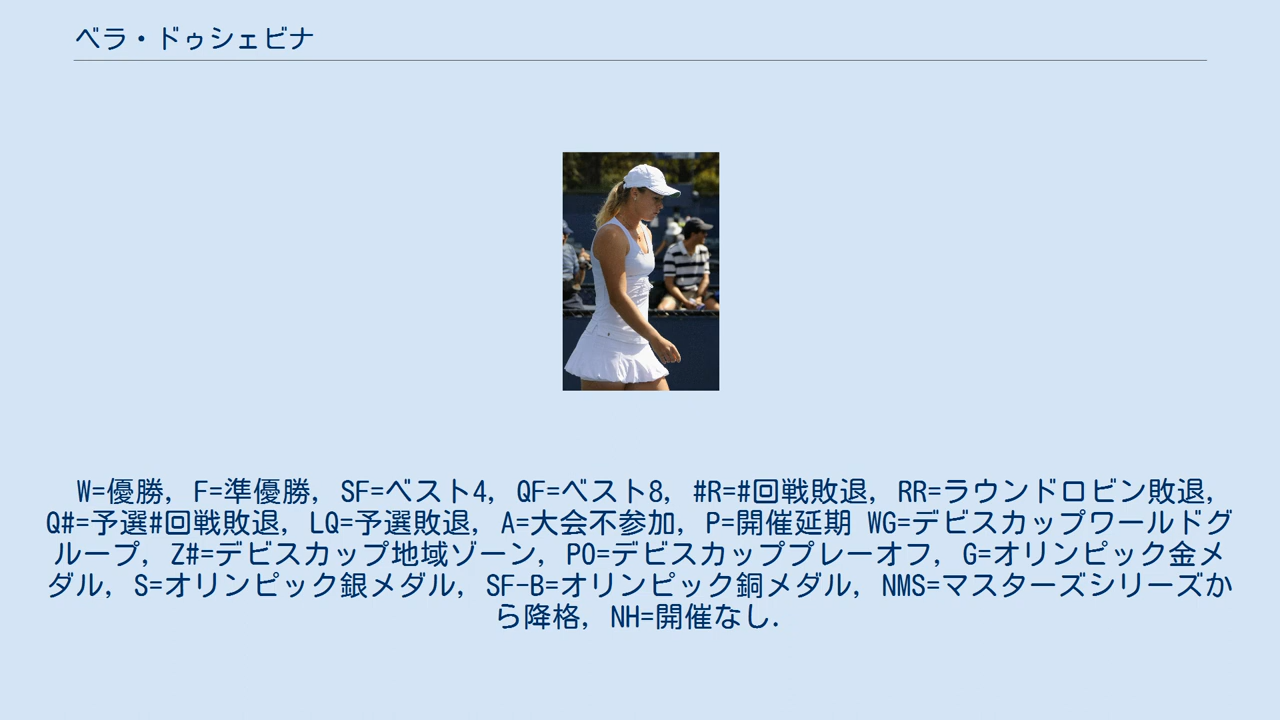 ベラ・ドゥシェビナ
W=優勝, F=準優勝, SF=ベスト4, QF=ベスト8, #R=#回戦敗退, RR=ラウンドロビン敗退,
Q#=予選#回戦敗退, LQ=予選敗退, A=大会不参加, P=開催延期 WG=デビスカップワールドグ
ループ, Z#=デビスカップ地域ゾーン, PO=デビスカッププレーオフ, G=オリンピック金メ
ダル, S=オリンピック銀メダル, SF-B=オリンピック銅メダル, NMS=マスターズシリーズか
ら降格, NH=開催なし.